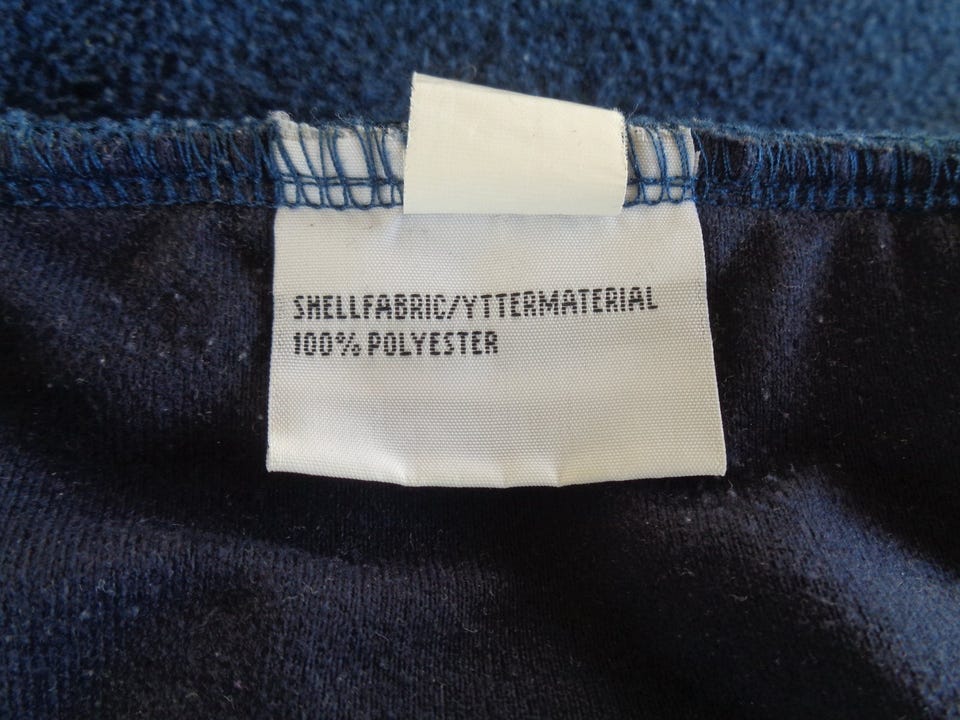 SHELLFABRIC/YTTERMATERIAL
100% POLYESTER